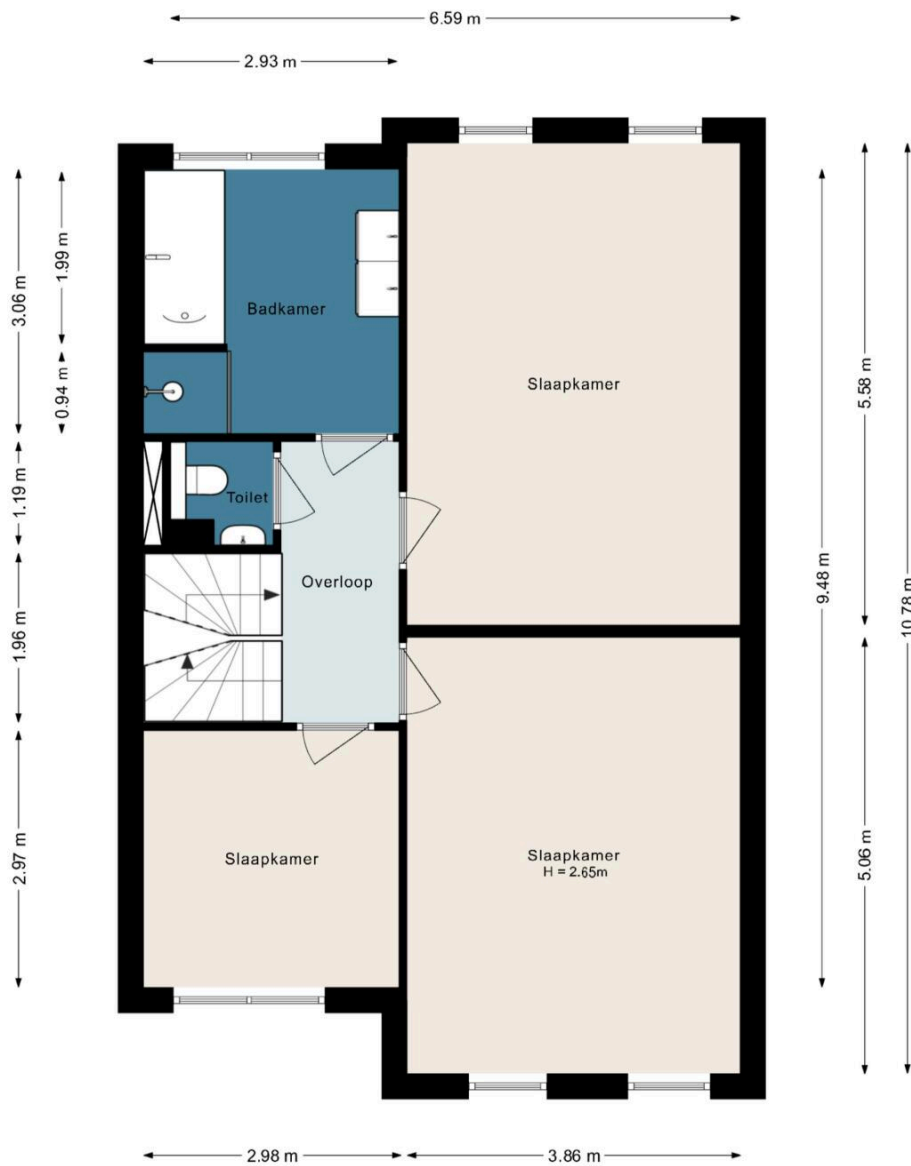 6.59 m
2.93 m
3.06 m
1.99 m
0.94 m
1.19 m
1.96 m
2.97 m
Badkamer
Slaapkamer
Toilet
Overloop
Slaapkamer
Slaapkamer
H = 2.65m
5.58 m
9.48 m
10.78 m
5.06 m
2.98 m
3.86 m